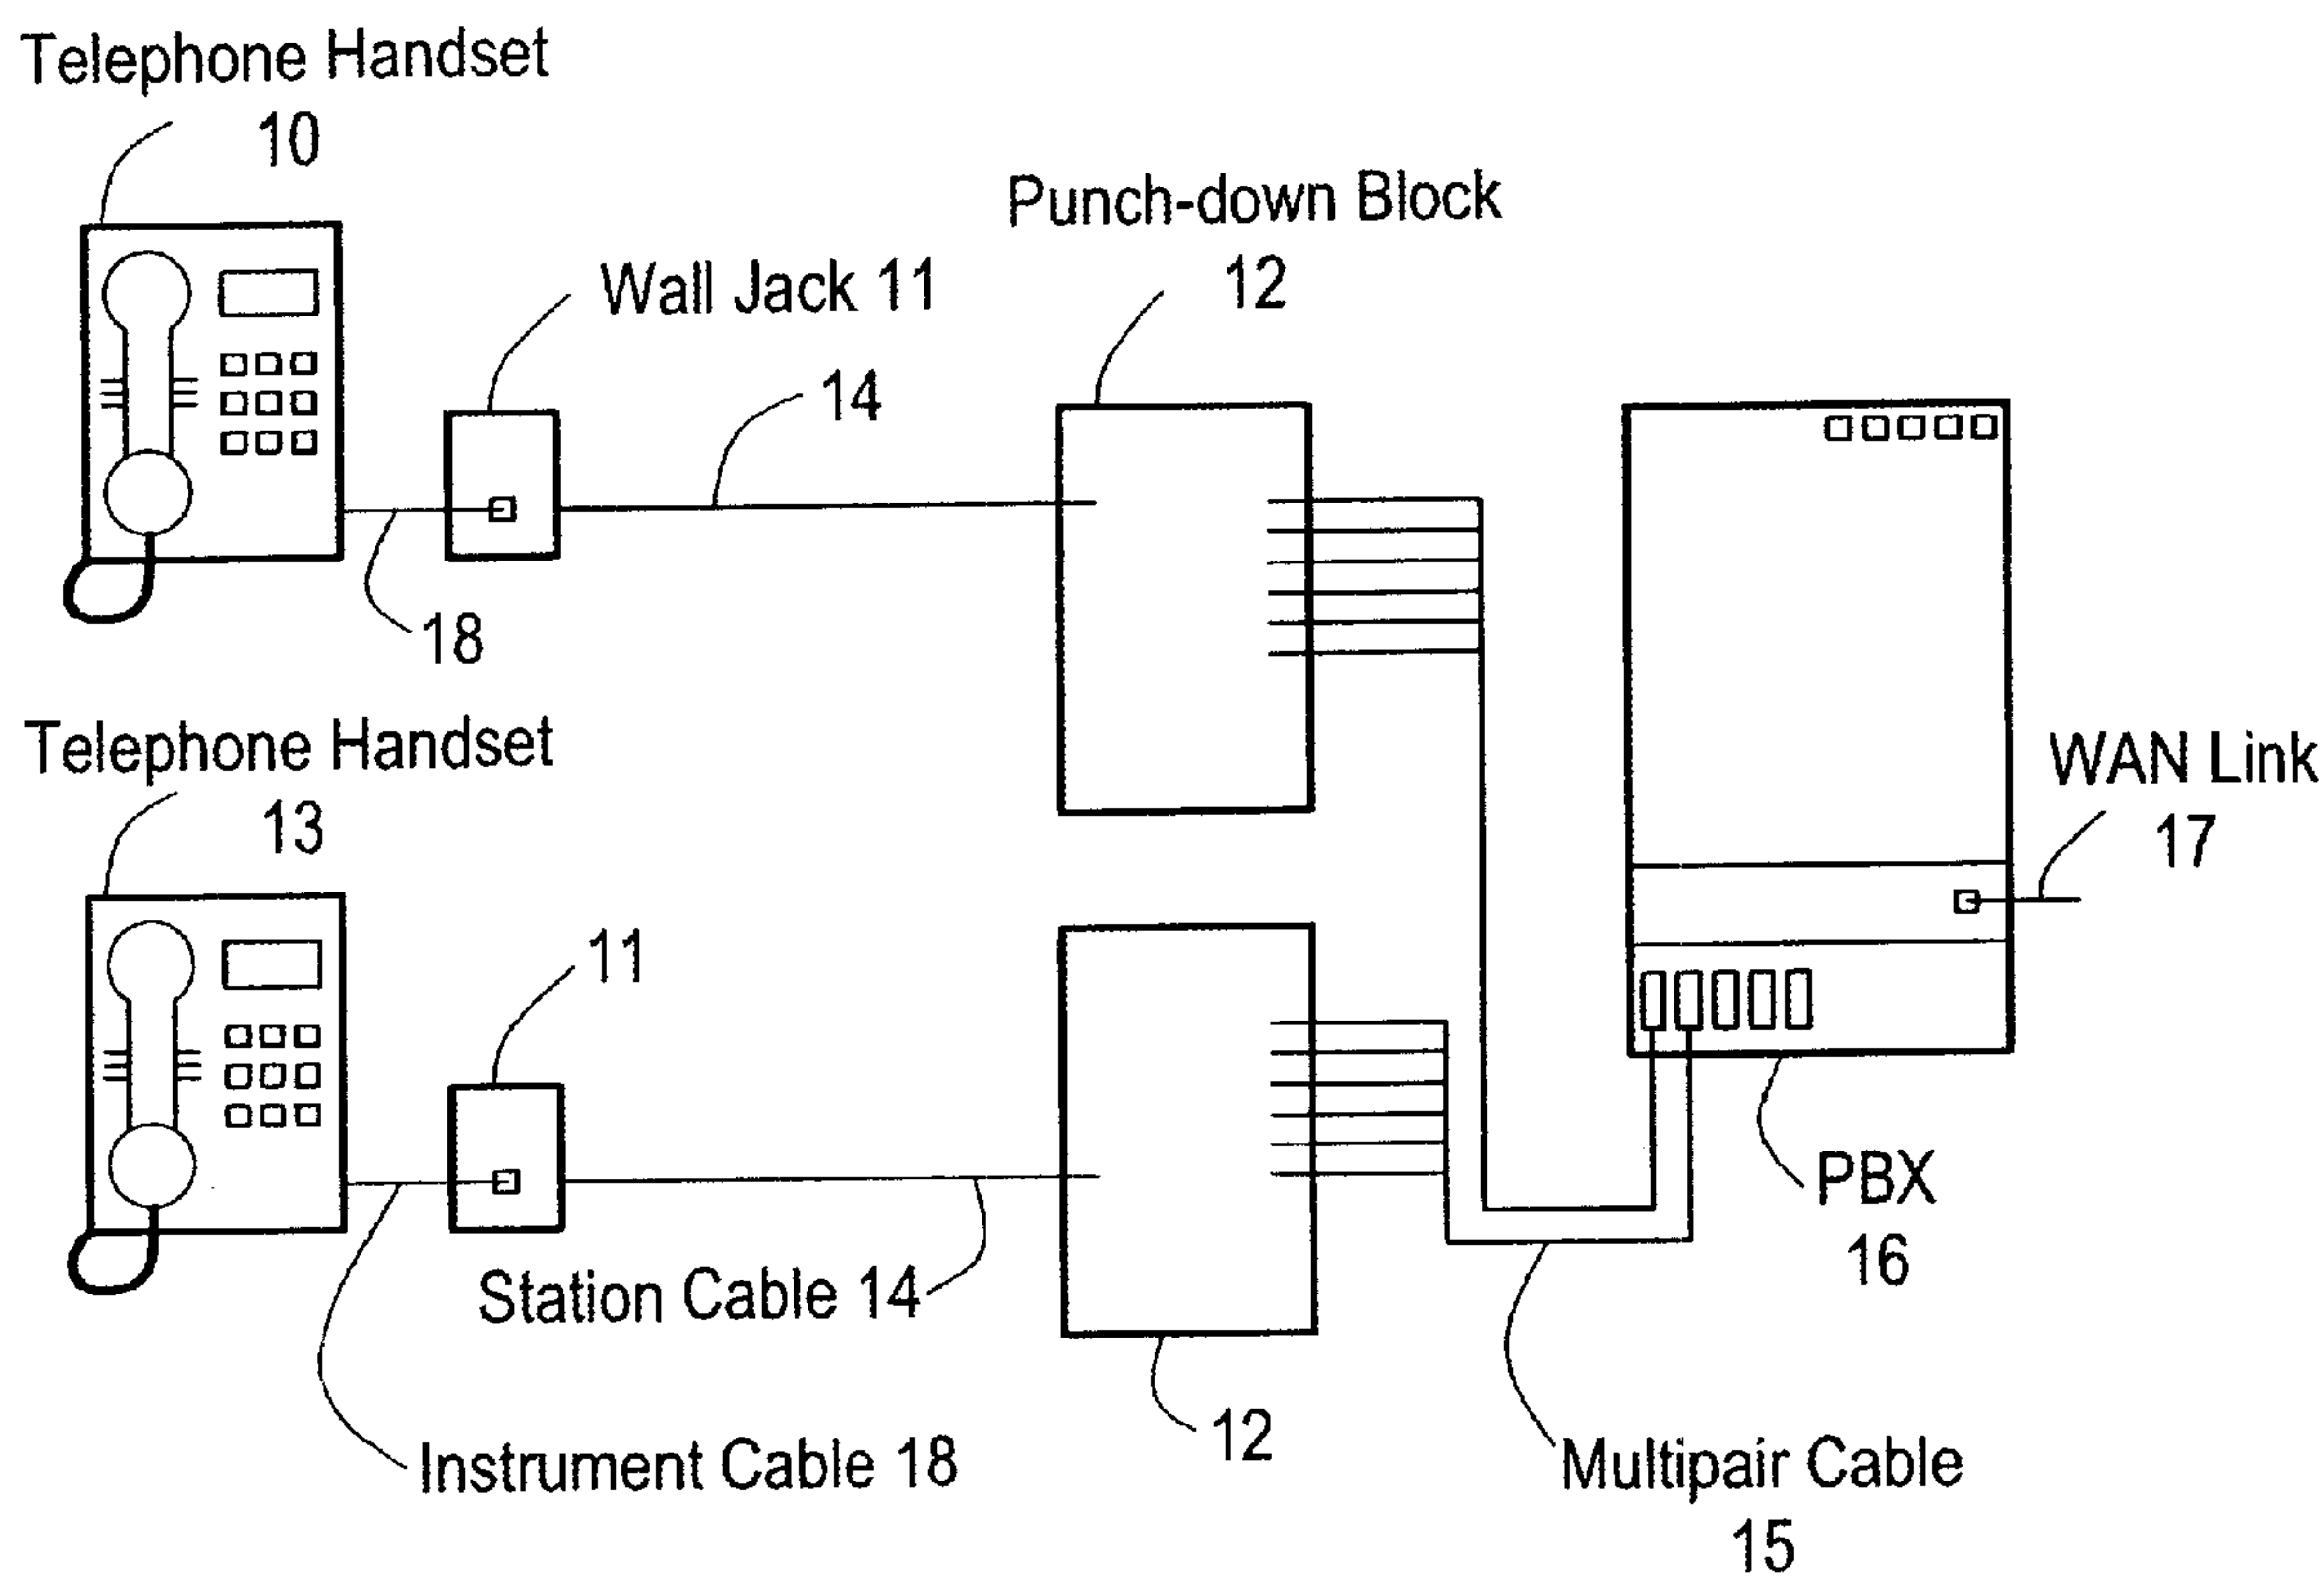 Telephone Handset
10
Punch-down Block
12
Wall Jack 11
14
18
Telephone Handset
13
WAN Link
17
11
PBX
16
Station Cable 14
12
Instrument Cable 18
Multipair Cable
15